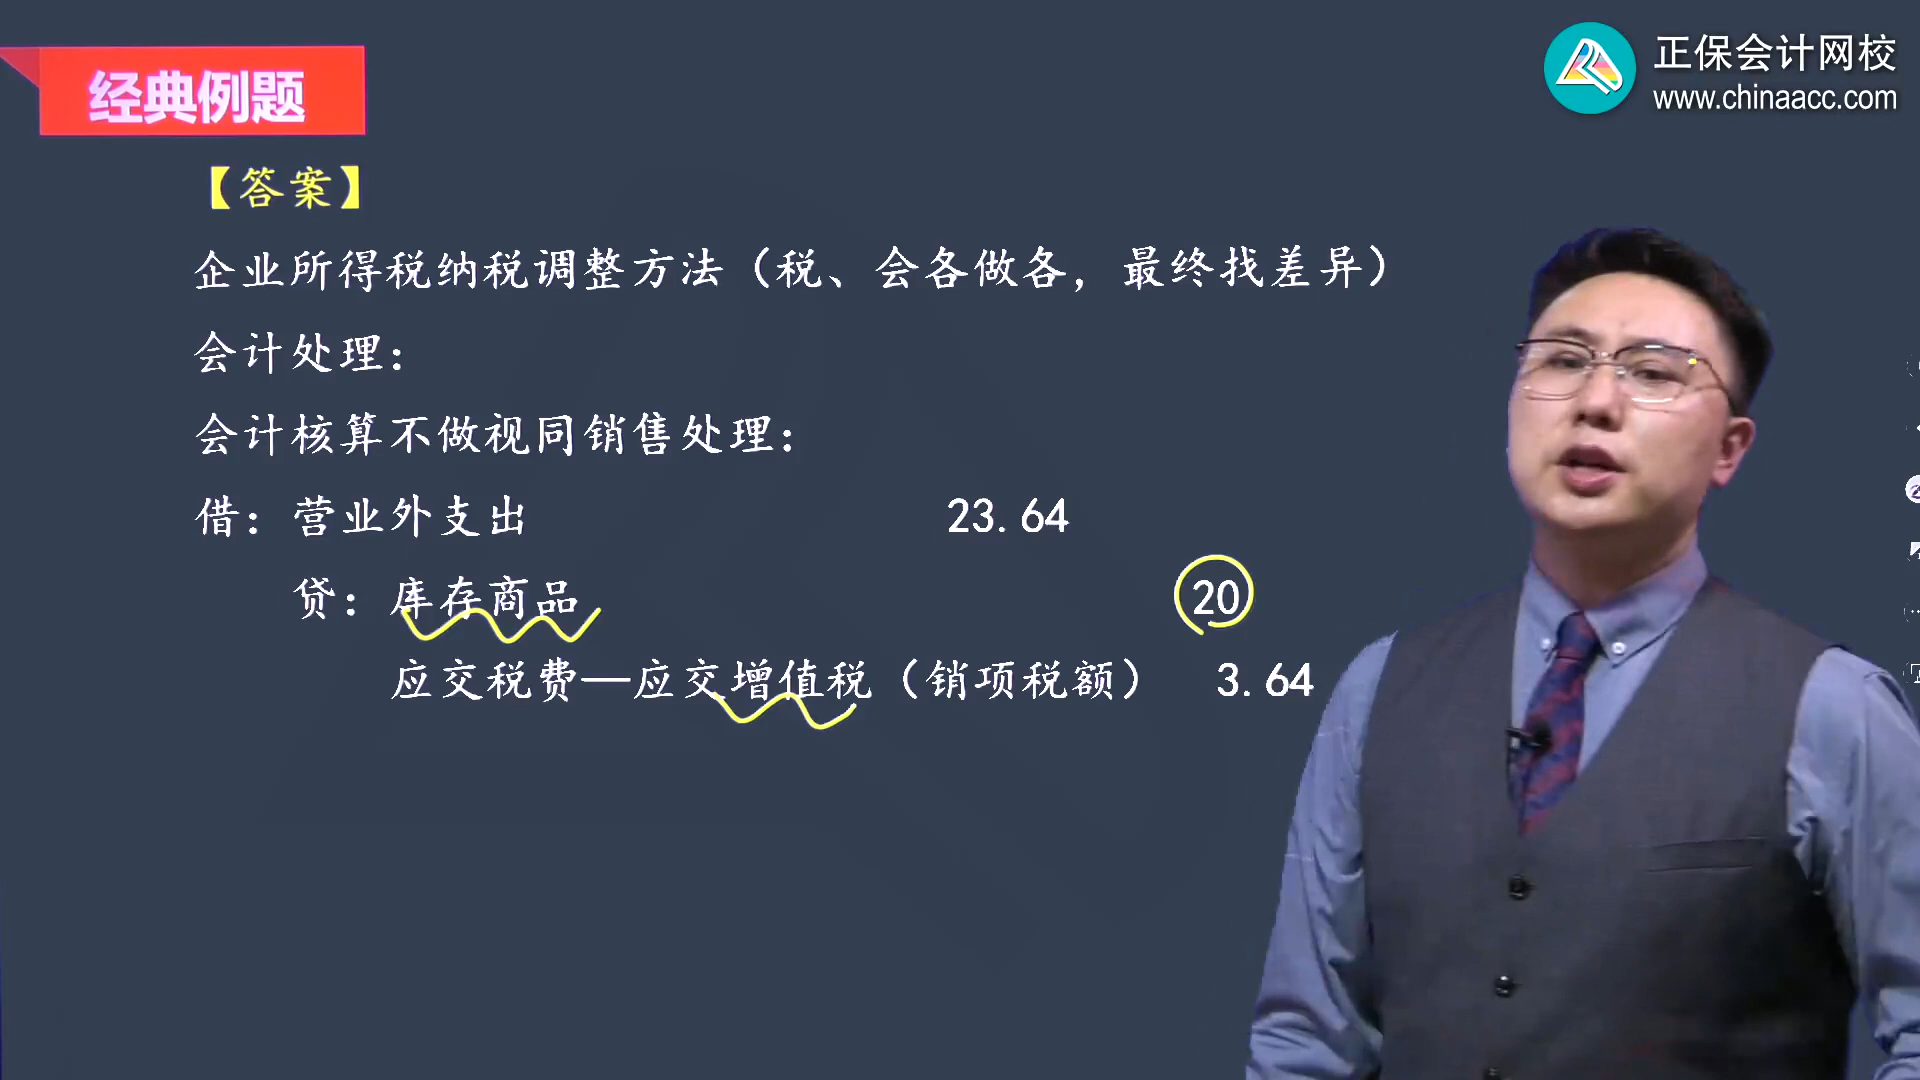 正保会计网校
www.chinaacc.com
经典例题
【答案】
企业所得税纳税调整方法（税、会各做各，最终找差异）
会计处理：
会计核算不做视同销售处理：
借：营业外支出 23.64
贷：库存商品 20
应交税费—应交增值税（销项税额） 3.64